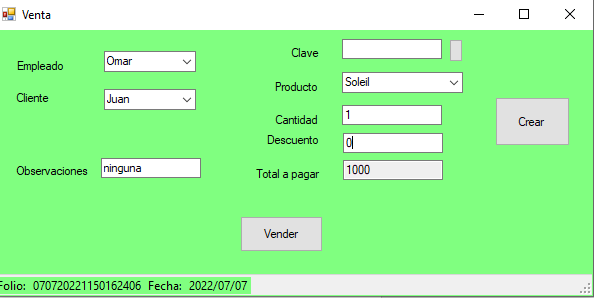 Venta
Empleado Omar
Cliente Juan
Observaciones ninguna
Clave
Producto Soleil
Cantidad 1
Descuento 0
Total a pagar 1000
Crear
Vender
Folio: 070720221150162406 Fecha: 2022/07/07